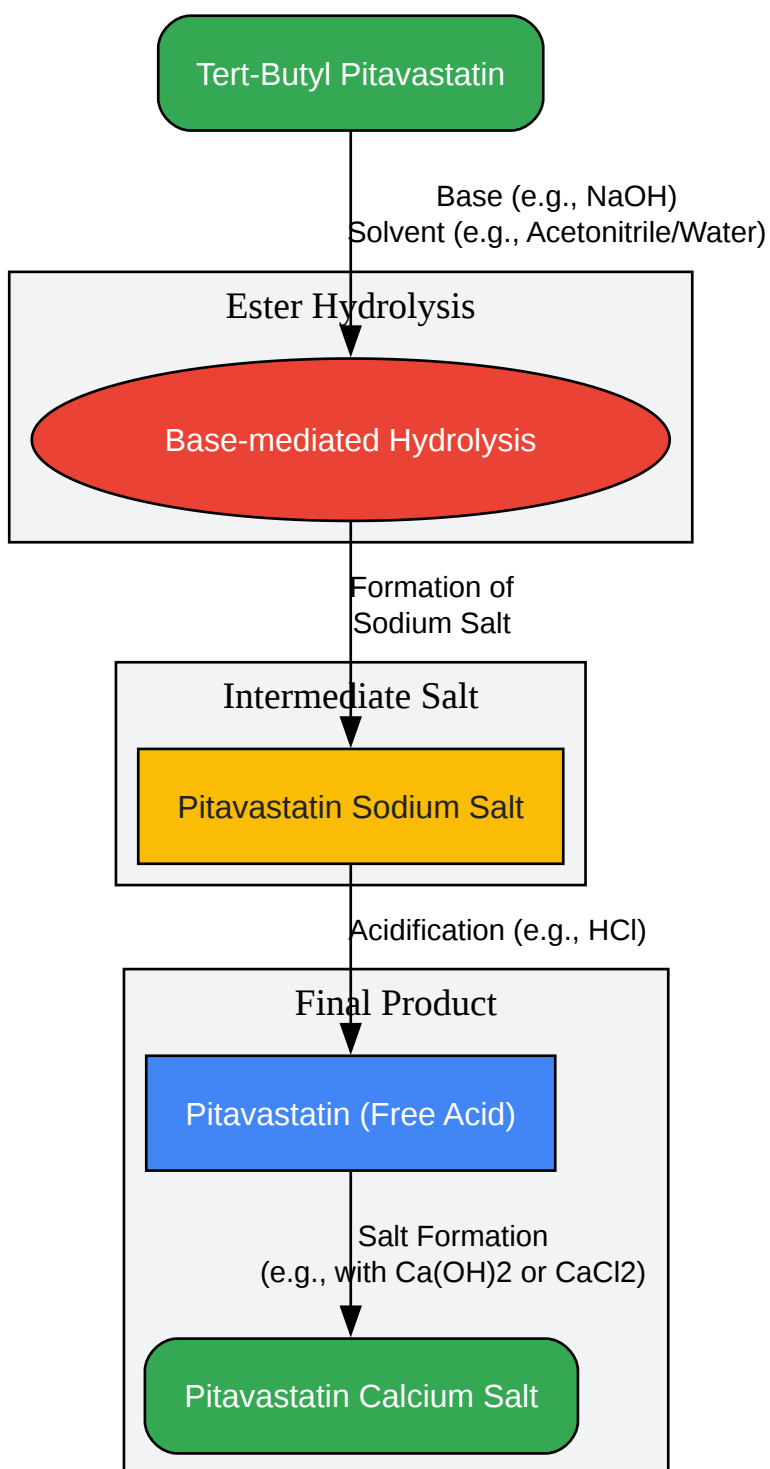 Tert-Butyl Pitavastatin
Base (e.g., NaOH)
Solvent (e.g., Acetonitrile/Water)
Ester Hydrolysis
Base-mediated Hydrolysis
Formation of
Sodium Salt
Intermediate Salt
Pitavastatin Sodium Salt
Acidification (e.g., HCl)
Final Product
Pitavastatin (Free Acid)
Salt Formation
(e.g., with Ca(OH)2 or CaCl2)
Pitavastatin Calcium Salt